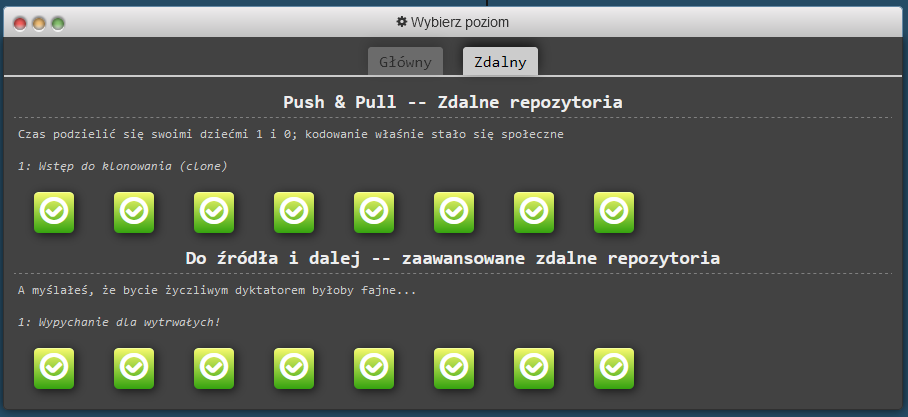 Wybierz poziom
Główny Zdalny
Push & Pull -- Zdalne repozytoria
Czas podzielić się swoimi dziećmi 1 i 0; kodowanie właśnie stało się społeczne
1: Wstęp do klonowania (clone)
Do źródła i dalej -- zaawansowane zdalne repozytoria
A myślałeś, że bycie życzliwym dyktatorem byłoby fajne...
1: Wypychanie dla wytrwałych!